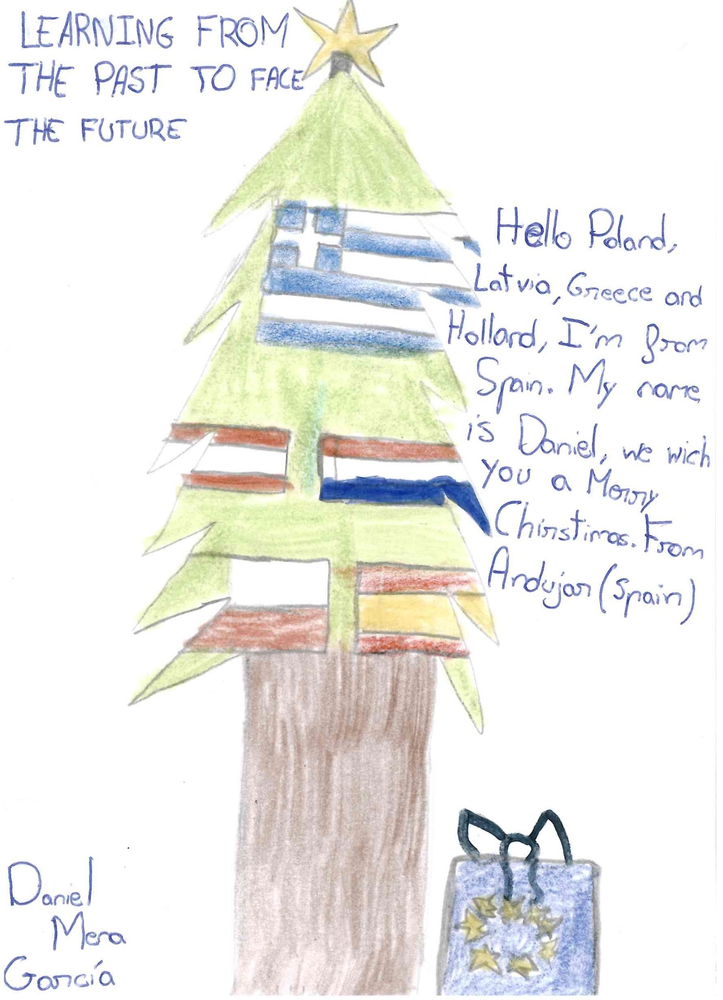 LEARNING FROM
THE PAST TO FACE
THE FUTURE
Hello Poland,
Latvia, Greece and
Holland, I'm from
Spain. My name
is Daniel, we wich
you a Merry
Chirstimas. From
Andujar (Spain)
Daniel
Mera
García